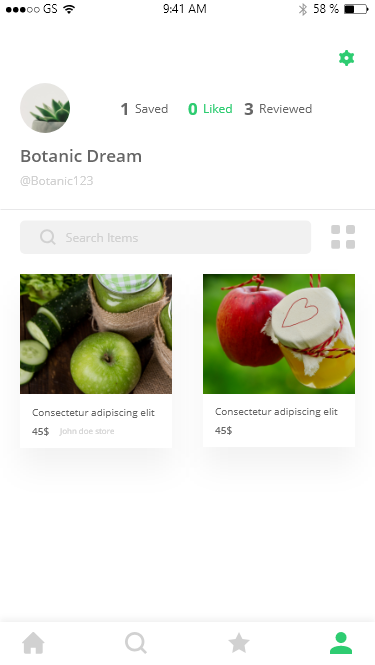 GS 9:41 AM 58 %
1 Saved 0 Liked 3 Reviewed
Botanic Dream
@Botanic123
Search Items
Consectetur adipiscing elit
45$ John doe store
Consectetur adipiscing elit
45$